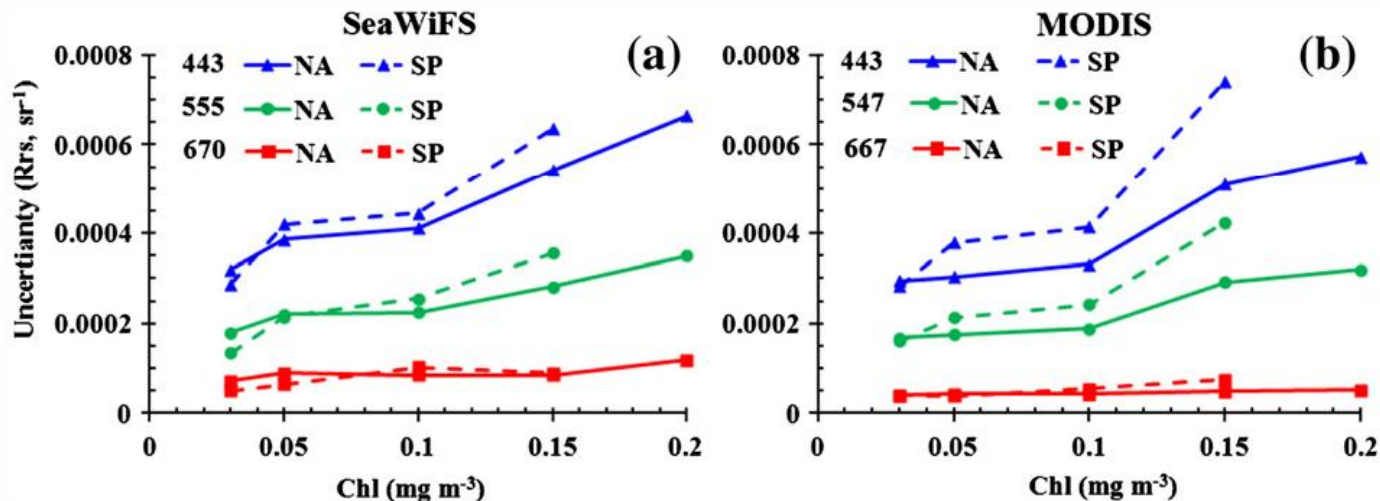 SeaWiFS
(a)
443 NA SP
555 NA SP
670 NA SP
Uncertianty (Rrs, sr-1)
0.0008
0.0006
0.0004
0.0002
0
0 0.05 0.1 0.15 0.2
Chl (mg m-3)
MODIS
(b)
443 NA SP
547 NA SP
667 NA SP
0.0008
0.0006
0.0004
0.0002
0
0 0.05 0.1 0.15 0.2
Chl (mg m-3)